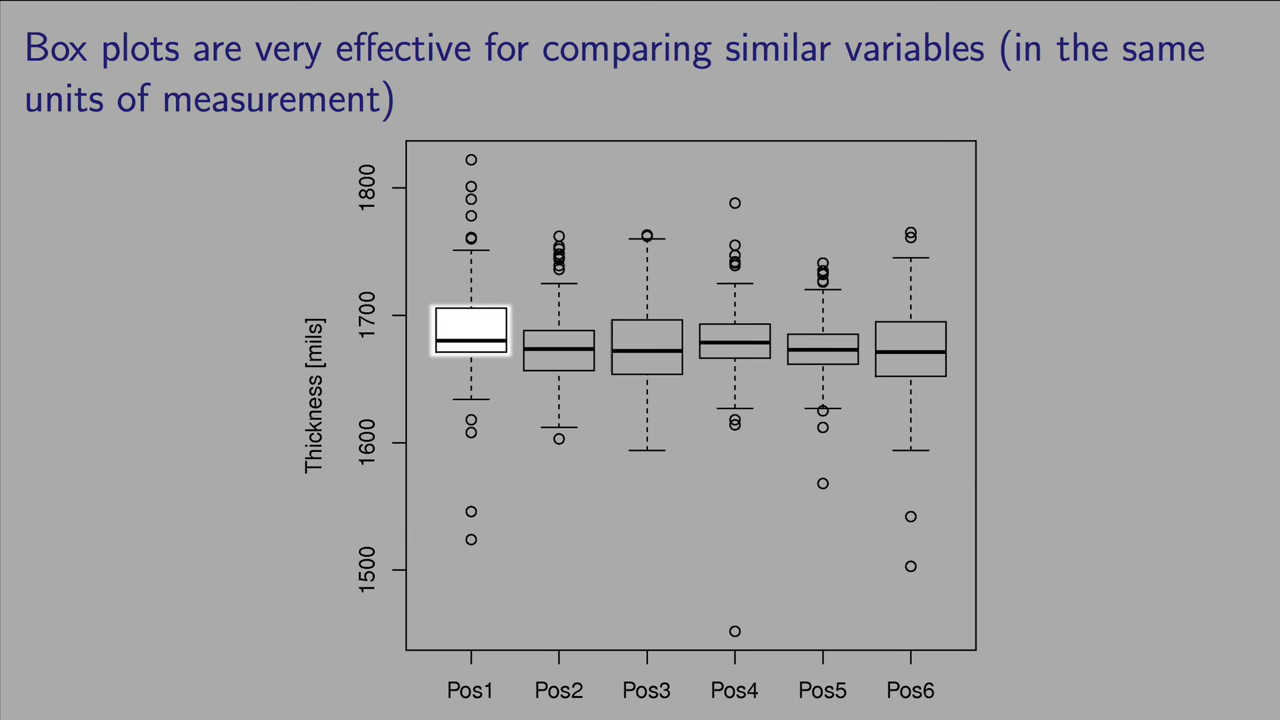 Box plots are very effective for comparing similar variables (in the same
units of measurement)
Thickness [mils]
1800
1700
1600
1500
Pos1 Pos2 Pos3 Pos4 Pos5 Pos6